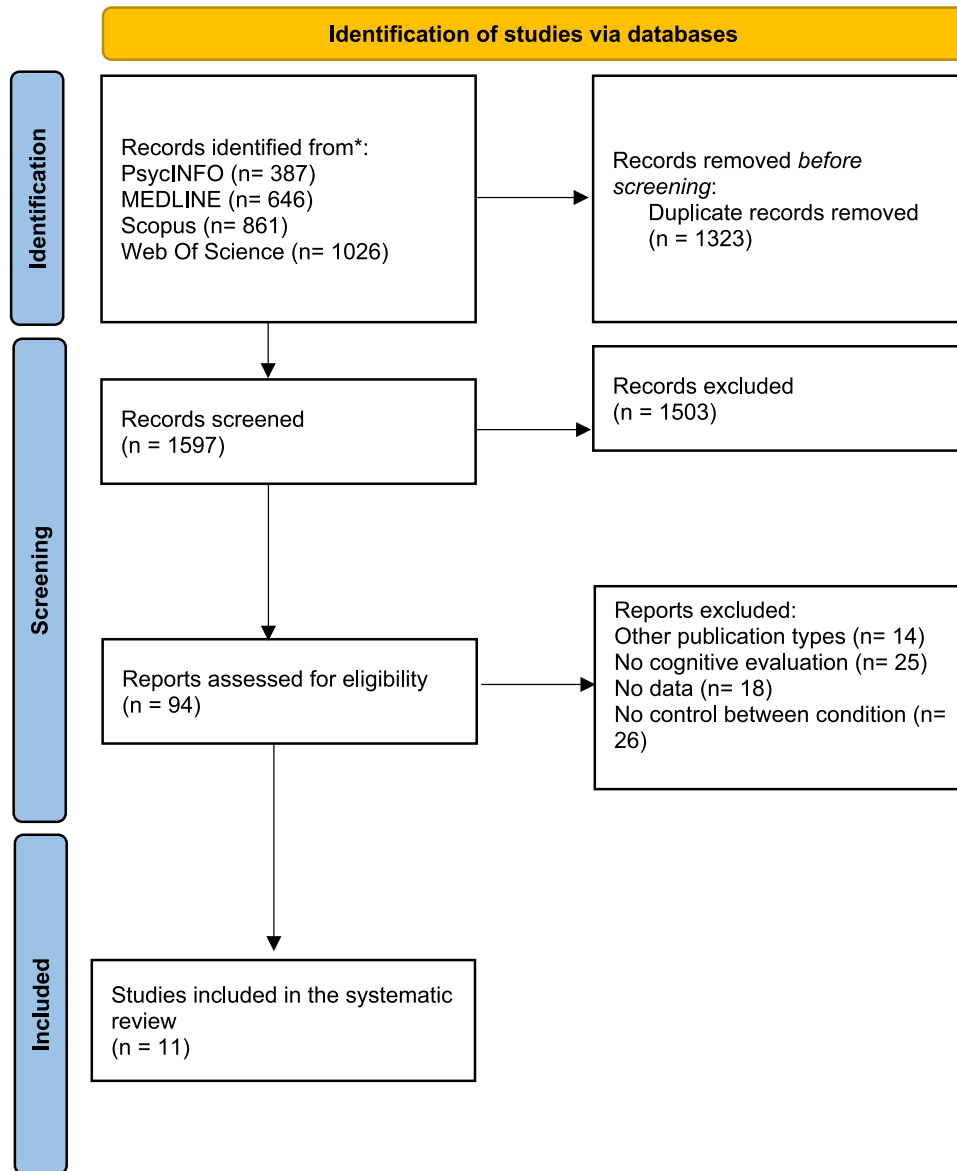 Identification of studies via databases
Identification
Records identified from*:
PsycINFO (n= 387)
MEDLINE (n= 646)
Scopus (n= 861)
Web Of Science (n= 1026)
Records removed before
screening:
Duplicate records removed
(n = 1323)
Screening
Records screened
(n = 1597)
Records excluded
(n = 1503)
Reports assessed for eligibility
(n = 94)
Reports excluded:
Other publication types (n= 14)
No cognitive evaluation (n= 25)
No data (n= 18)
No control between condition (n=
26)
Included
Studies included in the systematic
review
(n = 11)